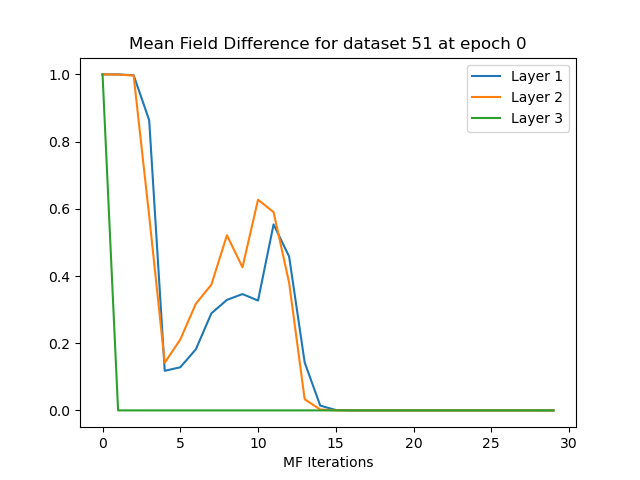 Mean Field Difference for dataset 51 at epoch 0
Layer 1
Layer 2
Layer 3
1.0
0.8
0.6
0.4
0.2
0.0
0 5 10 15 20 25 30
MF Iterations